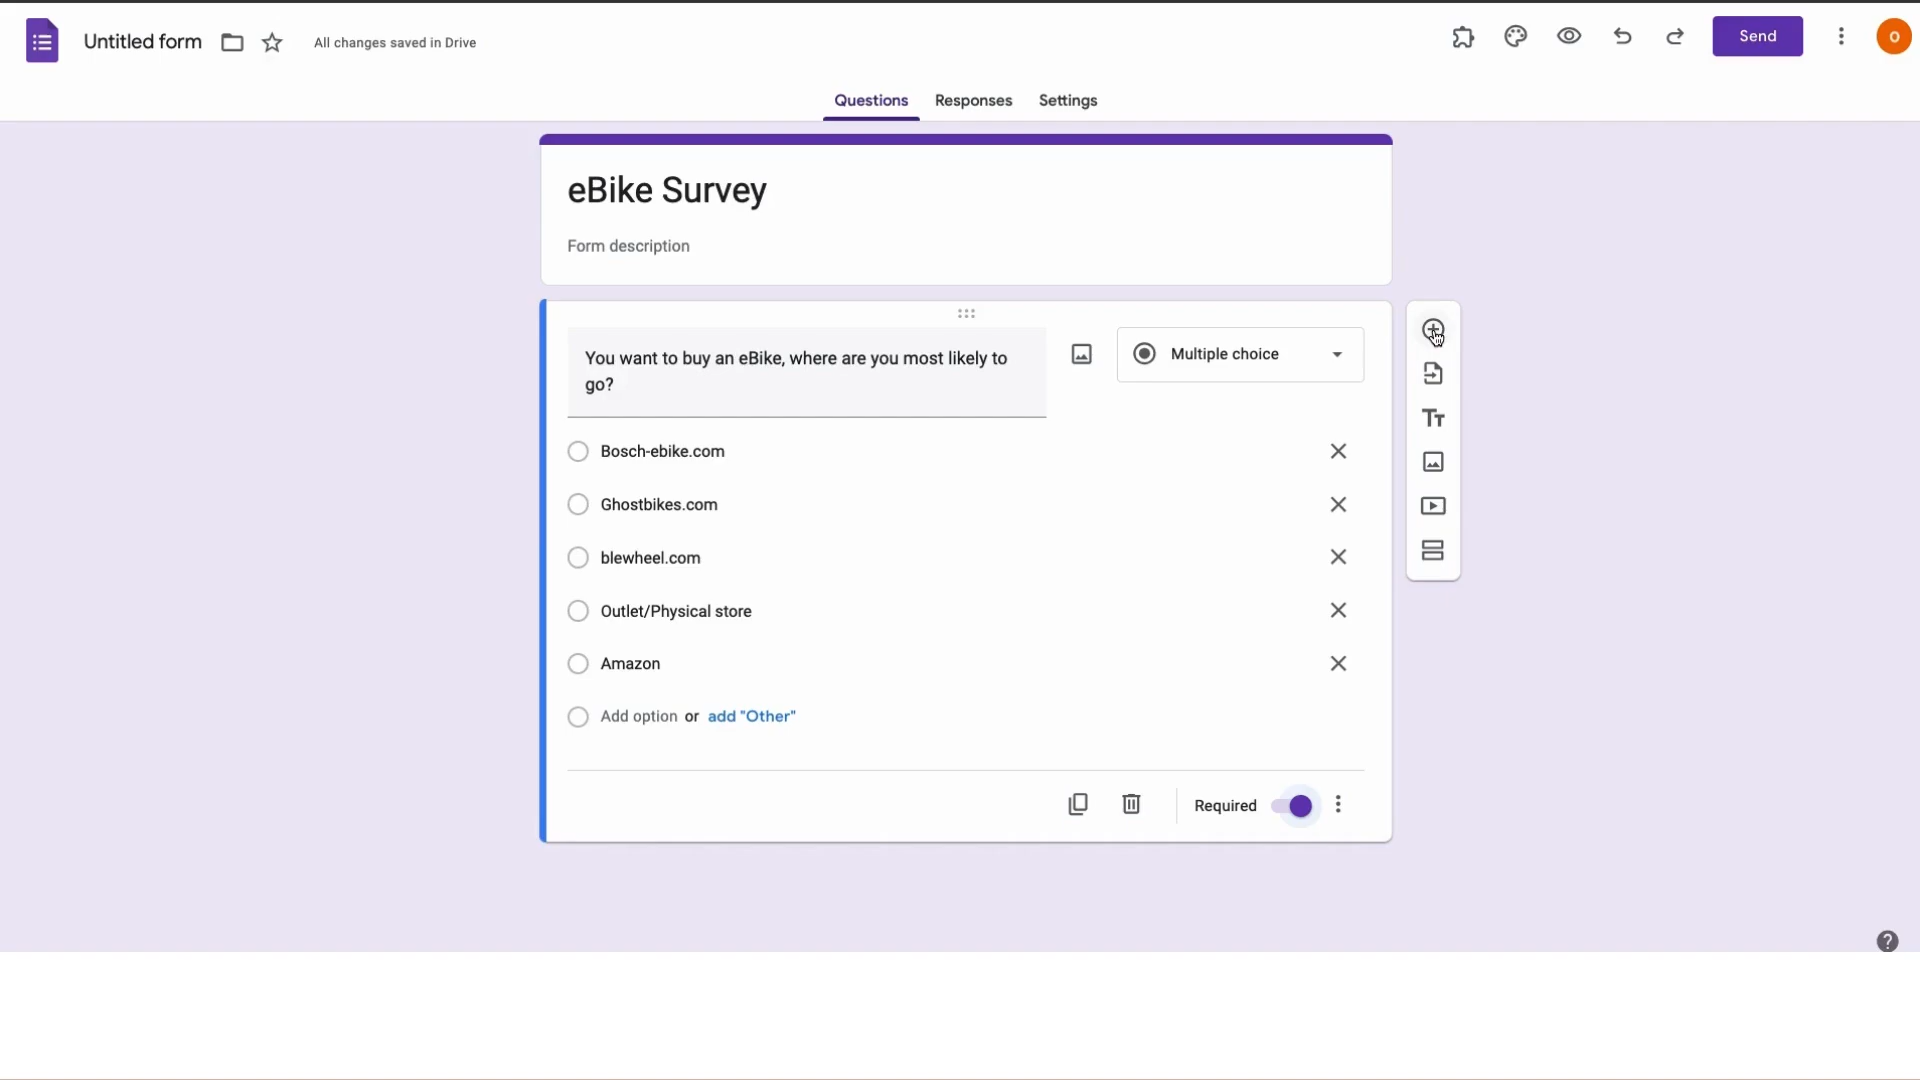 Untitled form
All changes saved in Drive
Send
o
Questions Responses Settings
eBike Survey
Form description
You want to buy an eBike, where are you most likely to
go?
Multiple choice
Tт
Bosch-ebike.com
Ghostbikes.com
blewheel.com
Outlet/Physical store
Amazon
Add option or add "Other"
Required
?